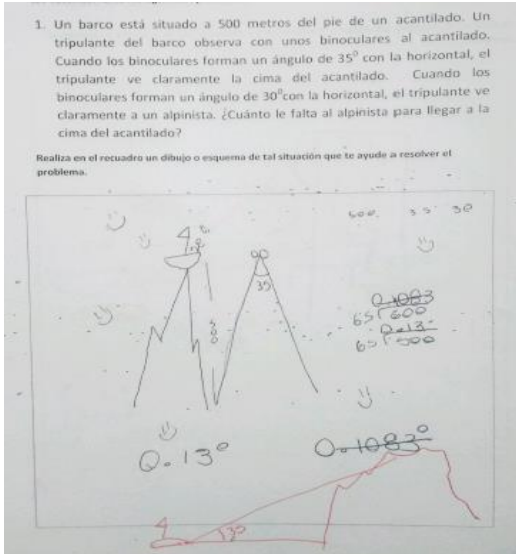 1. Un barco está situado a 500 metros del pie de un acantilado. Un
tripulante del barco observa con unos binoculares al acantilado.
Cuando los binoculares forman un ángulo de 35⁰ con la horizontal, el
tripulante ve claramente la cima del acantilado. Cuando los
binoculares forman un ángulo de 30⁰con la horizontal, el tripulante ve
claramente a un alpinista. ¿Cuánto le falta al alpinista para llegar a la
cima del acantilado?
Realiza en el recuadro un dibujo o esquema de tal situación que te ayude a resolver el
problema.
500 35 30
35
500
0.1083
65 600
0.13
65 500
0.13°
0.1083°